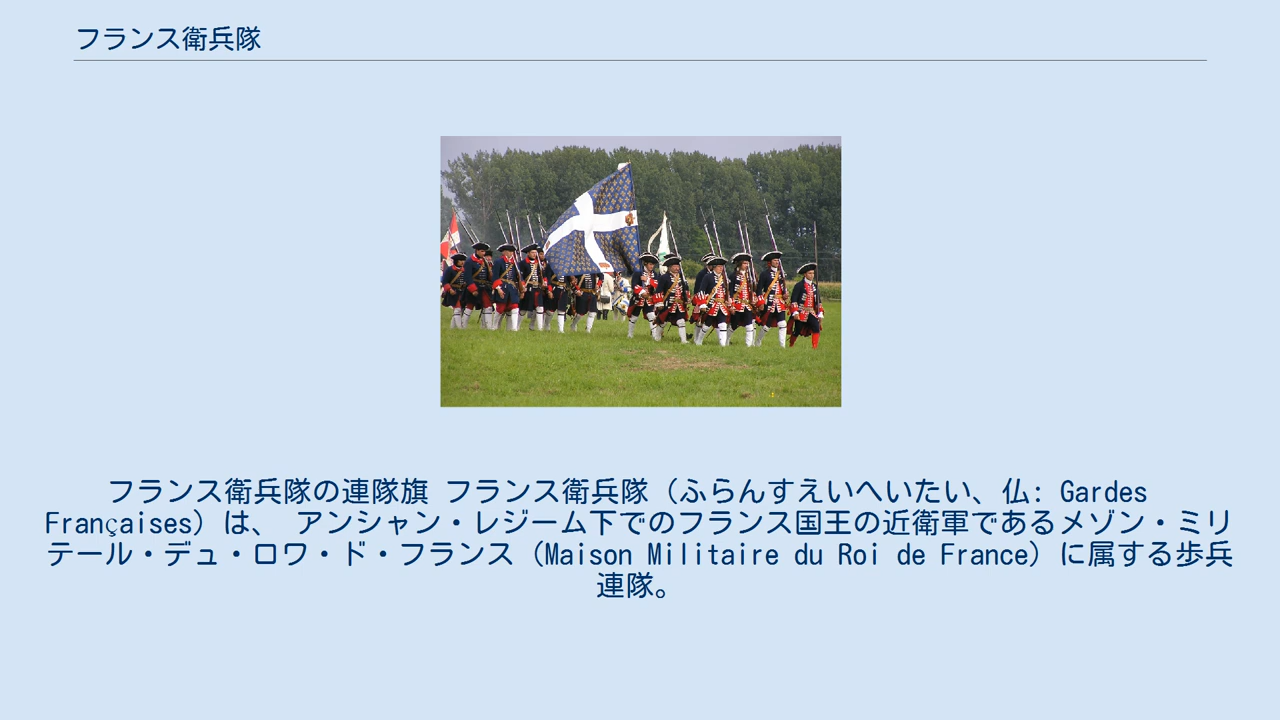 フランス衛兵隊
フランス衛兵隊の連隊旗 フランス衛兵隊（ふらんすえいへいたい、仏: Gardes
Françaises）は、 アンシャン・レジーム下でのフランス国王の近衛軍であるメゾン・ミリ
テール・デュ・ロワ・ド・フランス（Maison Militaire du Roi de France）に属する歩兵
連隊。